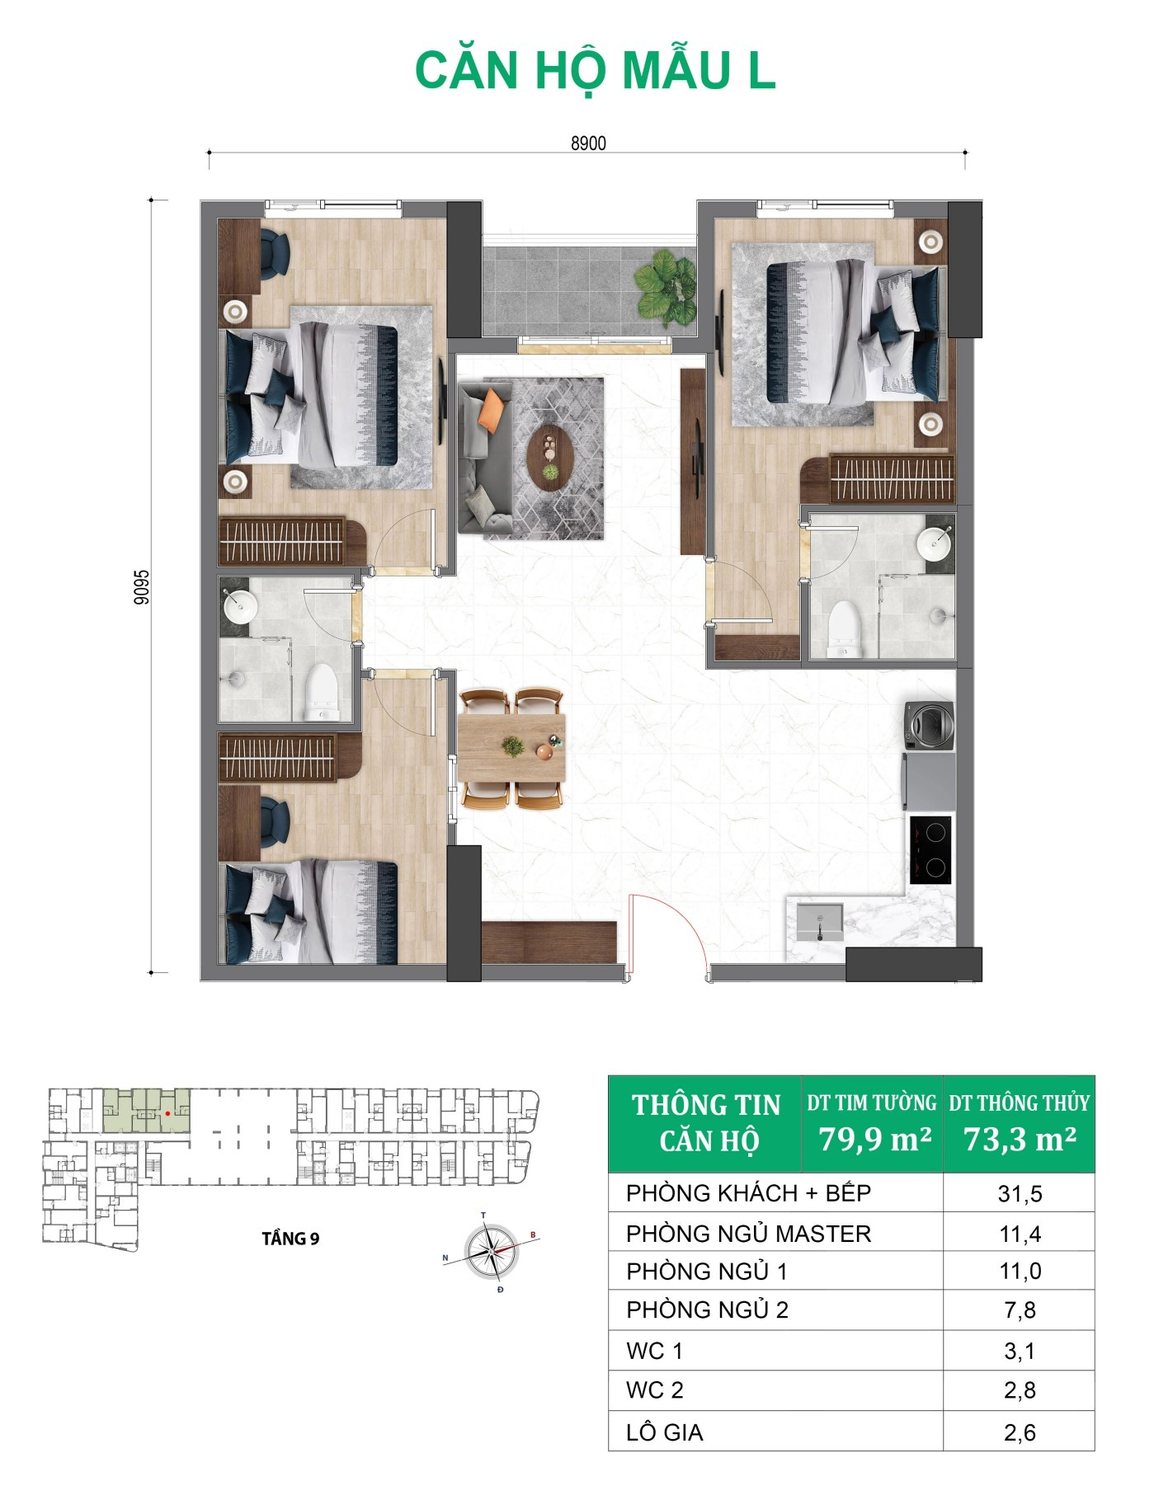 CĂN HỘ MẪU L
8900
9095
TẦNG 9
T
B
N
Đ
THÔNG TIN CĂN HỘ
DT TIM TƯỜNG 79,9 m²
DT THÔNG THỦY 73,3 m²
PHÒNG KHÁCH + BẾP 31,5
PHÒNG NGỦ MASTER 11,4
PHÒNG NGỦ 1 11,0
PHÒNG NGỦ 2 7,8
WC 1 3,1
WC 2 2,8
LÔ GIA 2,6